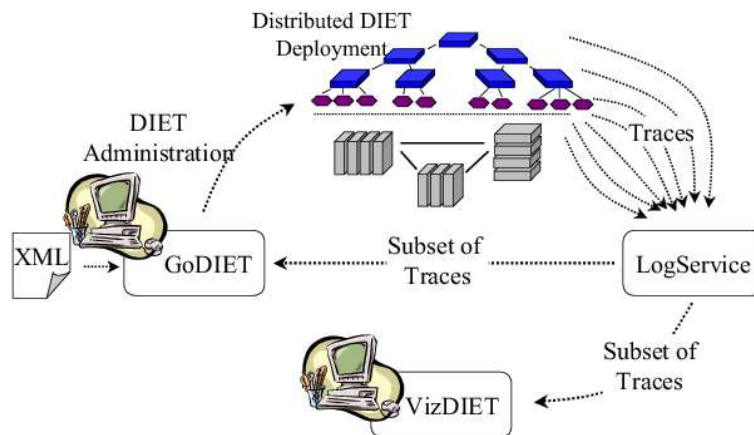 Distributed DIET
Deployment
DIET
Administration
Traces
XML
GoDIET
Subset of
Traces
LogService
Subset of
Traces
VizDIET